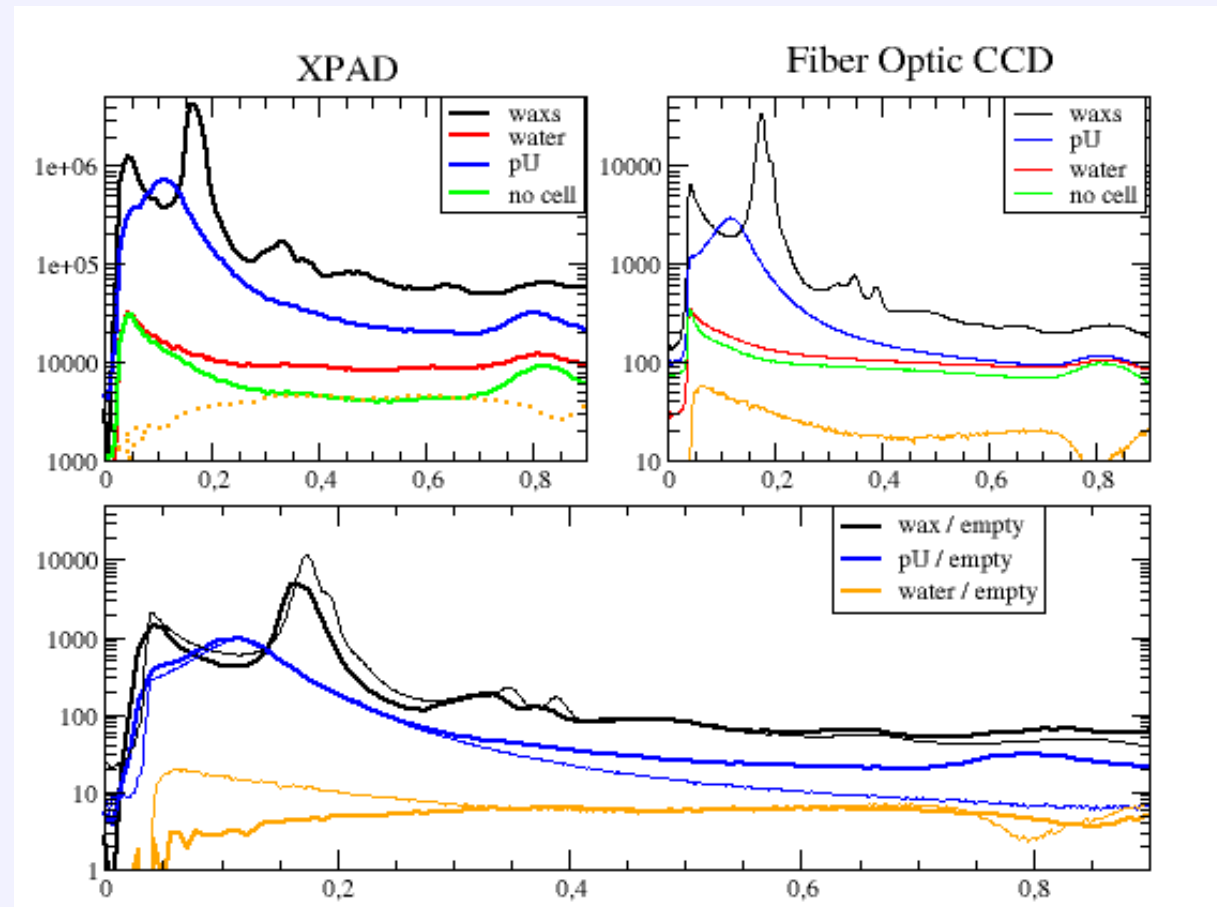 XPAD
Fiber Optic CCD
waxs
water
pU
no cell
waxs
pU
water
no cell
1e+06
1e+05
10000
1000
0
0,2
0,4
0,6
0,8
10000
1000
100
10
0
0,2
0,4
0,6
0,8
wax / empty
pU / empty
water / empty
10000
1000
100
10
1
0
0,2
0,4
0,6
0,8